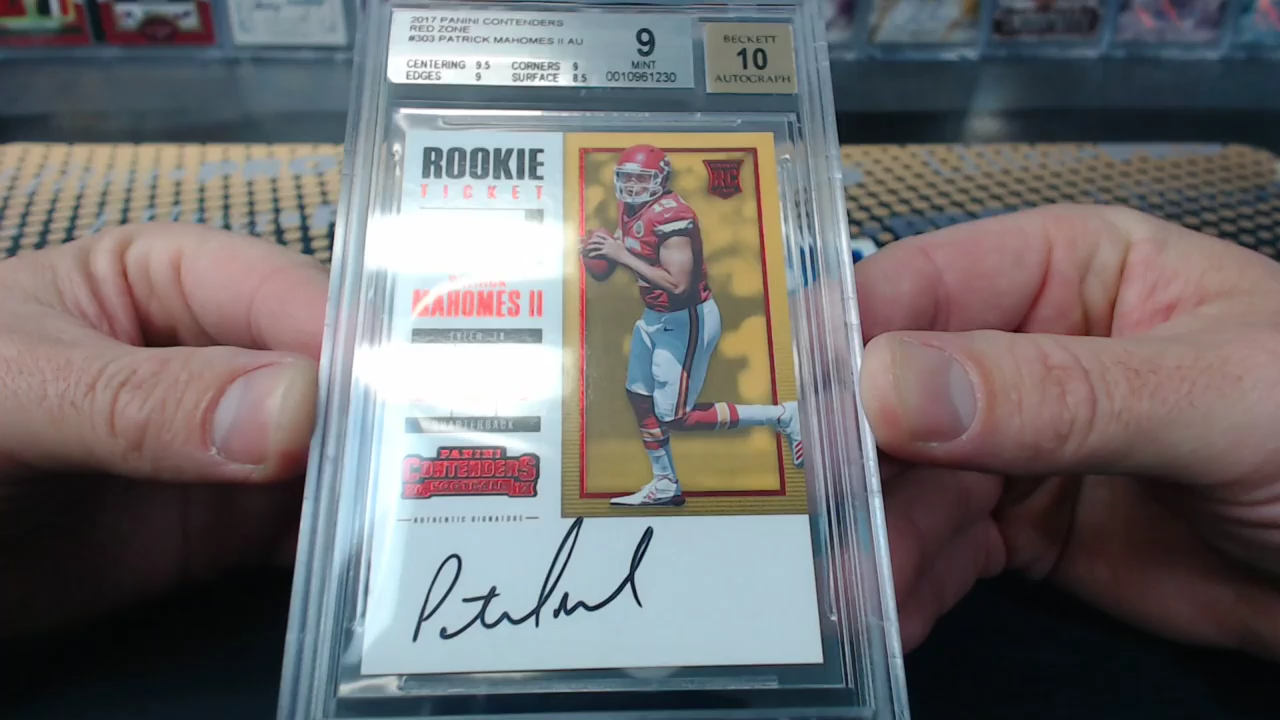 2017 PANINI CONTENDERS
RED ZONE
#303 PATRICK MAHOMES II AU
CENTERING 9.5 CORNERS 9
EDGES 9 SURFACE 8.5
9
MINT
0010961230
BECKETT
10
AUTOGRAPH
ROOKIE
TICKET
RC
MAHOMES II
QUARTERBACK
PANINI
CONTENDERS
FOOTBALL
AUTHENTIC SIGNATURE